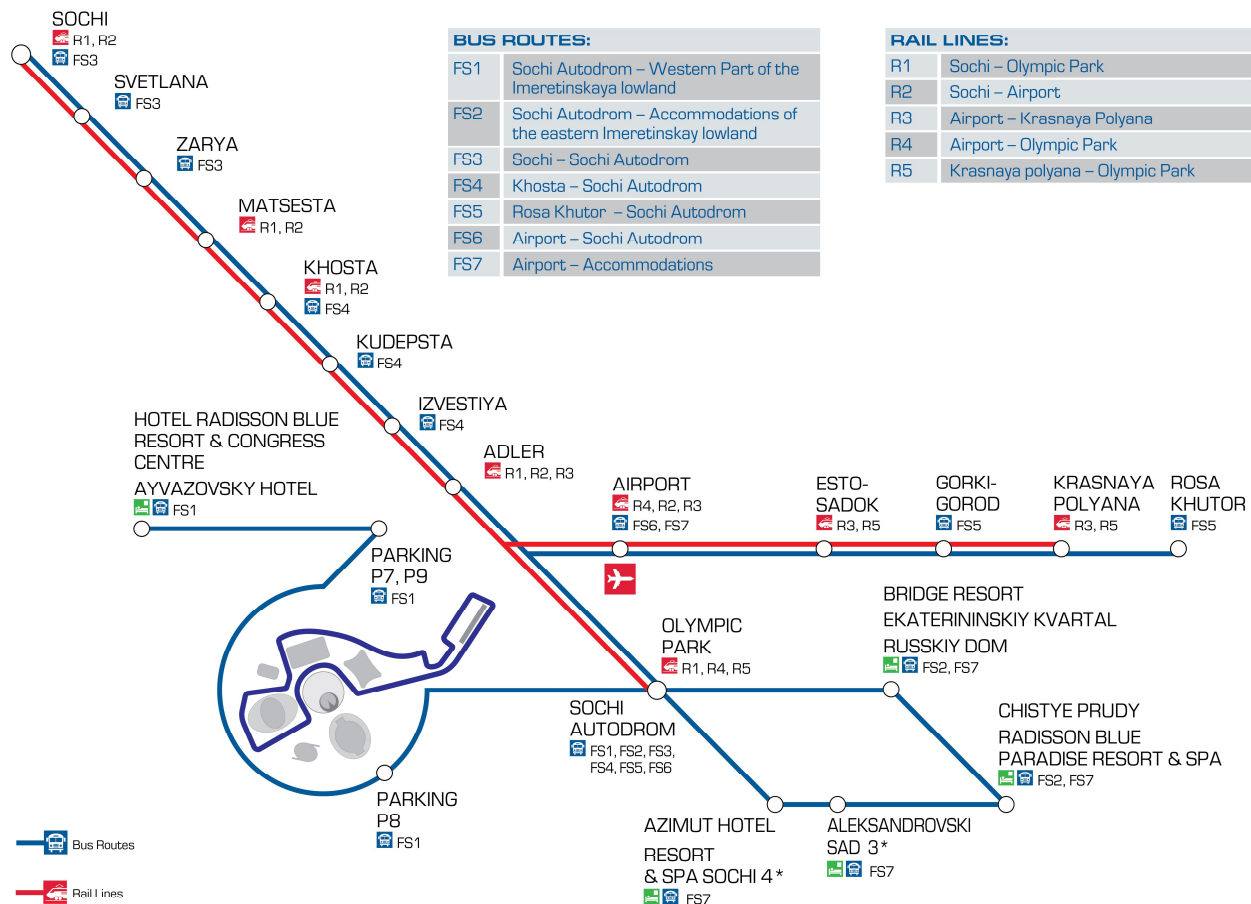 SOCHI
R1, R2
FS3
SVETLANA
FS3
ZARYA
FS3
MATSESTA
R1, R2
KHOSTA
R1, R2
FS4
KUDEPSTA
FS4
IZVESTIYA
FS4
ADLER
R1, R2, R3
BUS ROUTES:
FS1 Sochi Autodrom – Western Part of the
Imeretinskaya lowland
FS2 Sochi Autodrom – Accommodations of
the eastern Imeretinskay lowland
FS3 Sochi – Sochi Autodrom
FS4 Khosta – Sochi Autodrom
FS5 Rosa Khutor – Sochi Autodrom
FS6 Airport – Sochi Autodrom
FS7 Airport – Accommodations
RAIL LINES:
R1 Sochi – Olympic Park
R2 Sochi – Airport
R3 Airport – Krasnaya Polyana
R4 Airport – Olympic Park
R5 Krasnaya polyana – Olympic Park
HOTEL RADISSON BLUE
RESORT & CONGRESS
CENTRE
AYVAZOVSKY HOTEL
FS1
PARKING
P7, P9
FS1
AIRPORT
R4, R2, R3
FS6, FS7
ESTO-
SADOK
R3, R5
GORKI-
GOROD
FS5
KRASNAYA
POLYANA
R3, R5
ROSA
KHUTOR
FS5
OLYMPIC
PARK
R1, R4, R5
BRIDGE RESORT
EKATERININSKIY KVARTAL
RUSSKIY DOM
FS2, FS7
SOCHI
AUTODROM
FS1, FS2, FS3,
FS4, FS5, FS6
CHISTYE PRUDY
RADISSON BLUE
PARADISE RESORT & SPA
FS2, FS7
PARKING
P8
FS1
AZIMUT HOTEL
RESORT
& SPA SOCHI 4*
FS7
ALEKSANDROVSKI
SAD 3*
FS7
Bus Routes
Rail Lines